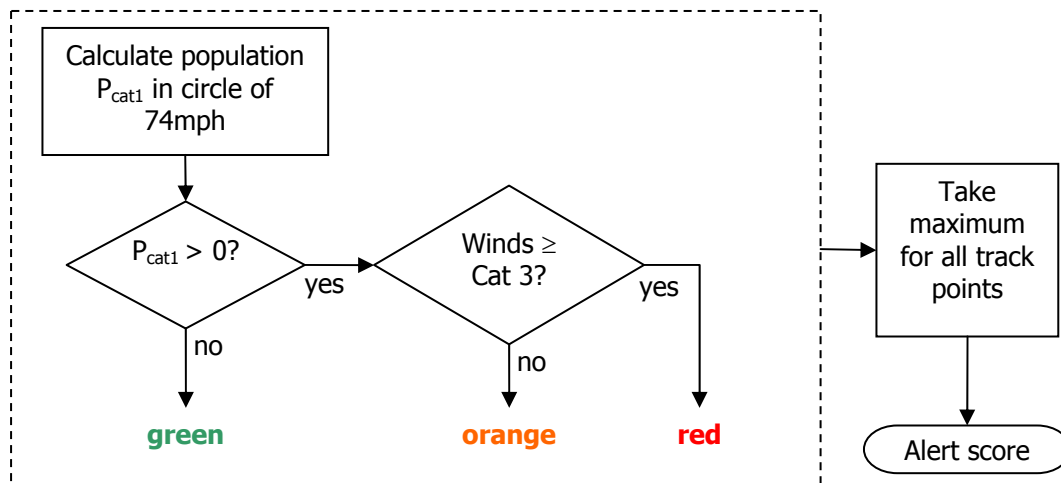 Calculate population
Pcat1 in circle of
74mph
Pcat1 > 0?
yes
no
green
Winds ≥
Cat 3?
yes
no
orange
red
Take
maximum
for all track
points
Alert score